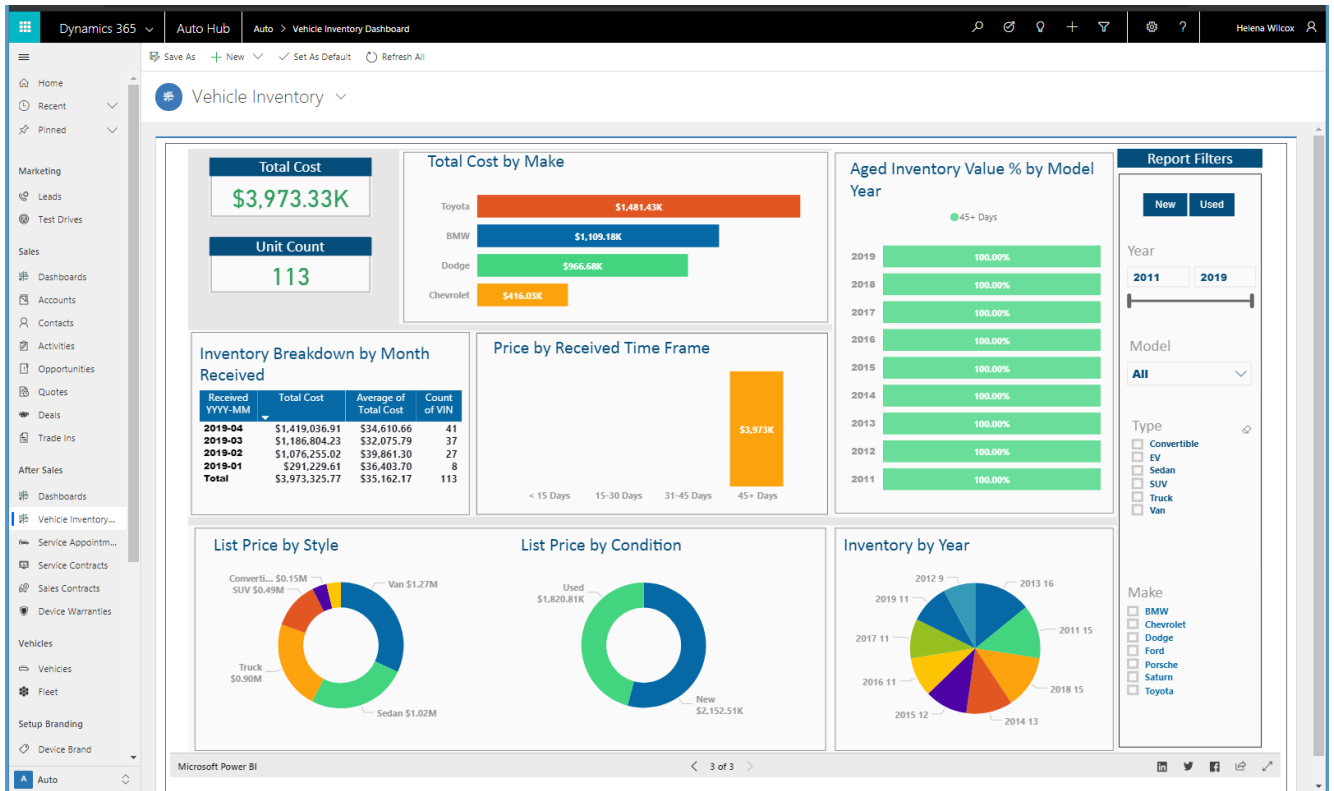 Dynamics 365
Auto Hub
Auto > Vehicle Inventory Dashboard
Helena Wilcox
Save As
New
Set As Default
Refresh All
Home
Recent
Pinned
Marketing
Leads
Test Drives
Sales
Dashboards
Accounts
Contacts
Activities
Opportunities
Quotes
Deals
Trade Ins
After Sales
Dashboards
Vehicle Inventory...
Service Appointm...
Service Contracts
Sales Contracts
Device Warranties
Vehicles
Vehicles
Fleet
Setup Branding
Device Brand
A Auto
Vehicle Inventory
Total Cost
$3,973.33K
Unit Count
113
Total Cost by Make
Toyota $1,481.43K
BMW $1,109.18K
Dodge $966.68K
Chevrolet $416.03K
Aged Inventory Value % by Model
Year
45+ Days
2019 100.00%
2018 100.00%
2017 100.00%
2016 100.00%
2015 100.00%
2014 100.00%
2013 100.00%
2012 100.00%
2011 100.00%
Inventory Breakdown by Month
Received
Received Total Cost Average of Count
YYYY-MM Total Cost of VIN
2019-04 $1,419,036.91 $34,610.66 41
2019-03 $1,186,804.23 $32,075.79 37
2019-02 $1,076,255.02 $39,861.30 27
2019-01 $291,229.61 $36,403.70 8
Total $3,973,325.77 $35,162.17 113
Price by Received Time Frame
$3,973K
< 15 Days 15-30 Days 31-45 Days 45+ Days
List Price by Style
Converti... $0.15M
SUV $0.49M
Van $1.27M
Truck
$0.90M
Sedan $1.02M
List Price by Condition
Used
$1,820.81K
New
$2,152.51K
Inventory by Year
2012 9
2013 16
2019 11
2011 15
2017 11
2016 11
2018 15
2015 12
2014 13
Report Filters
New Used
Year
2011 2019
Model
All
Type
Convertible
EV
Sedan
SUV
Truck
Van
Make
BMW
Chevrolet
Dodge
Ford
Porsche
Saturn
Toyota
Microsoft Power BI
3 of 3